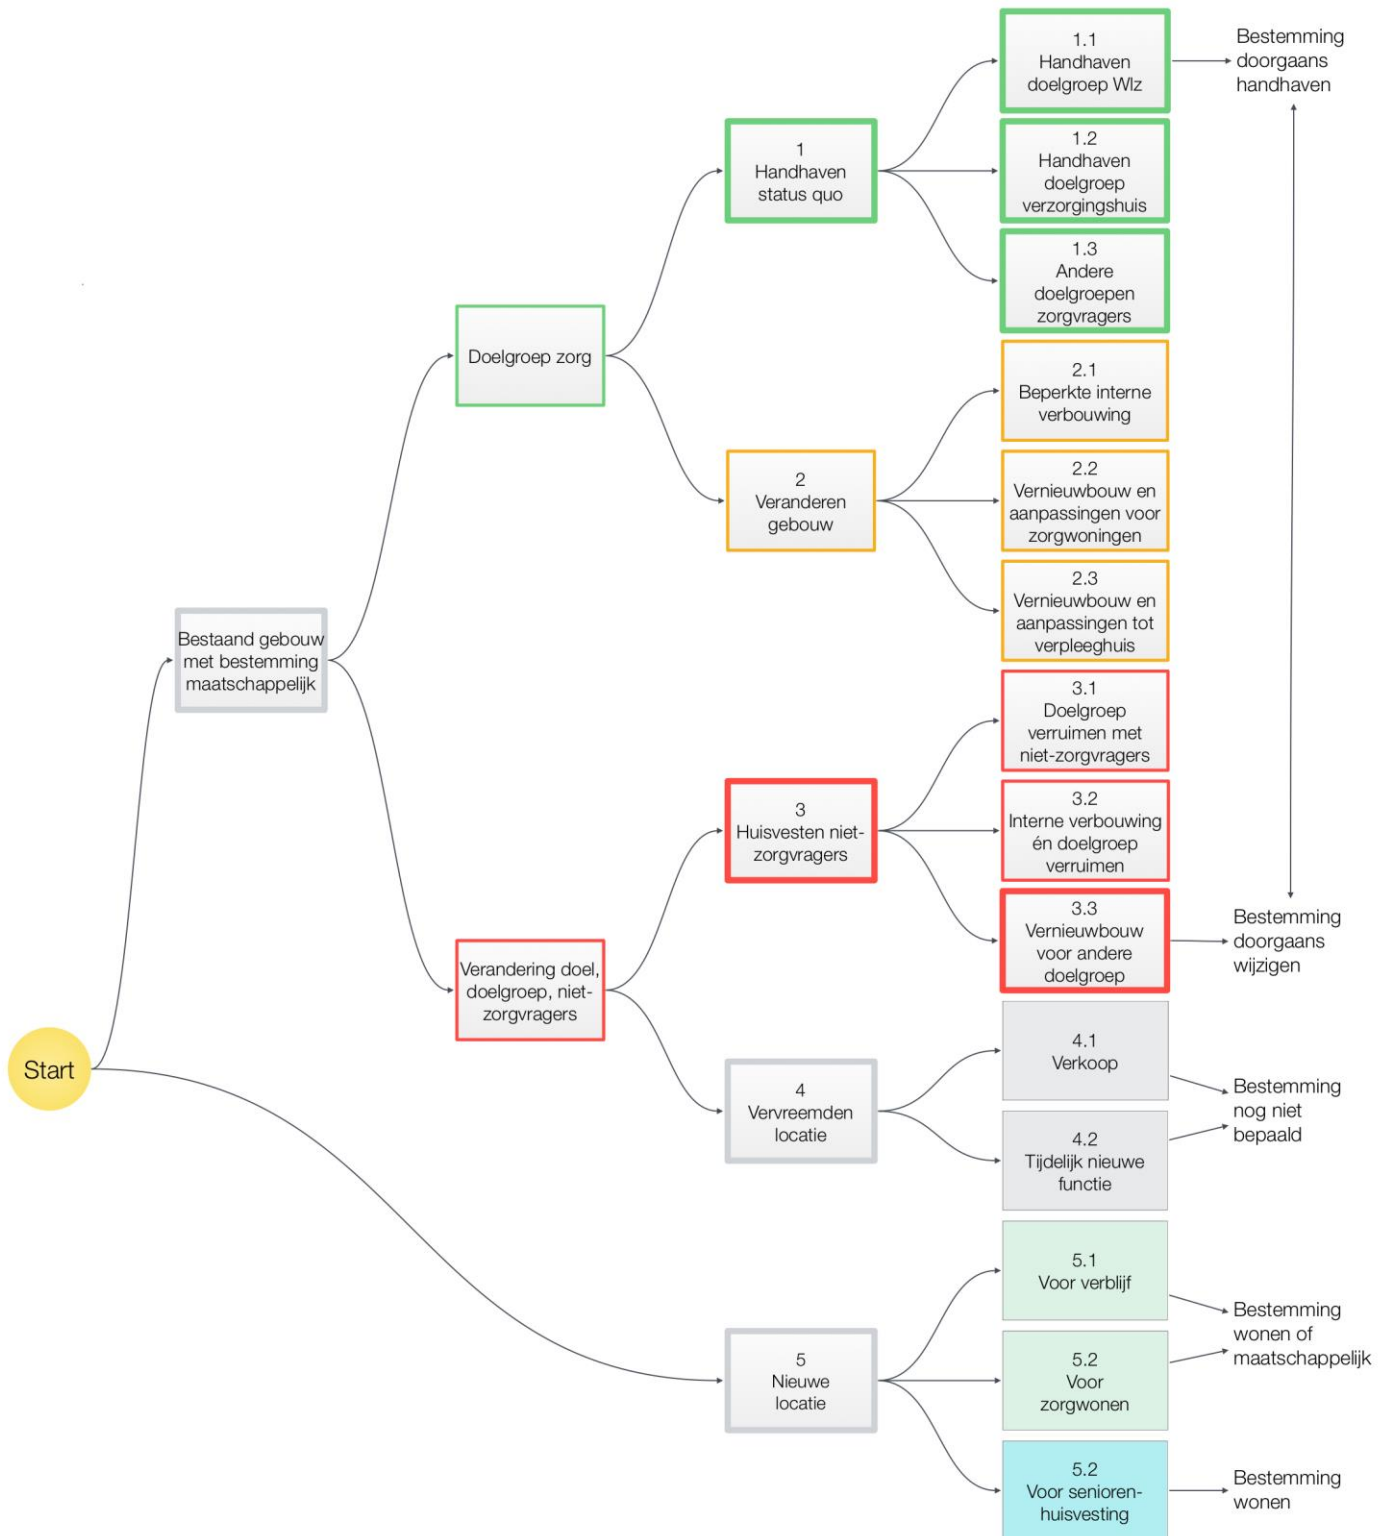 Start
Bestaand gebouw
met bestemming
maatschappelijk
Doelgroep zorg
Verandering doel,
doelgroep, niet-
zorgvragers
1
Handhaven
status quo
2
Veranderen
gebouw
3
Huisvesten niet-
zorgvragers
4
Vervreemden
locatie
5
Nieuwe
locatie
1.1
Handhaven
doelgroep Wlz
1.2
Handhaven
doelgroep
verzorgingshuis
1.3
Andere
doelgroepen
zorgvragers
2.1
Beperkte interne
verbouwing
2.2
Vernieuwbouw en
aanpassingen voor
zorgwoningen
2.3
Vernieuwbouw en
aanpassingen tot
verpleeghuis
3.1
Doelgroep
verruimen met
niet-zorgvragers
3.2
Interne verbouwing
én doelgroep
verruimen
3.3
Vernieuwbouw
voor andere
doelgroep
4.1
Verkoop
4.2
Tijdelijk nieuwe
functie
5.1
Voor verblijf
5.2
Voor
zorgwonen
5.2
Voor senioren-
huisvesting
Bestemming
doorgaans
handhaven
Bestemming
doorgaans
wijzigen
Bestemming
nog niet
bepaald
Bestemming
wonen of
maatschappelijk
Bestemming
wonen